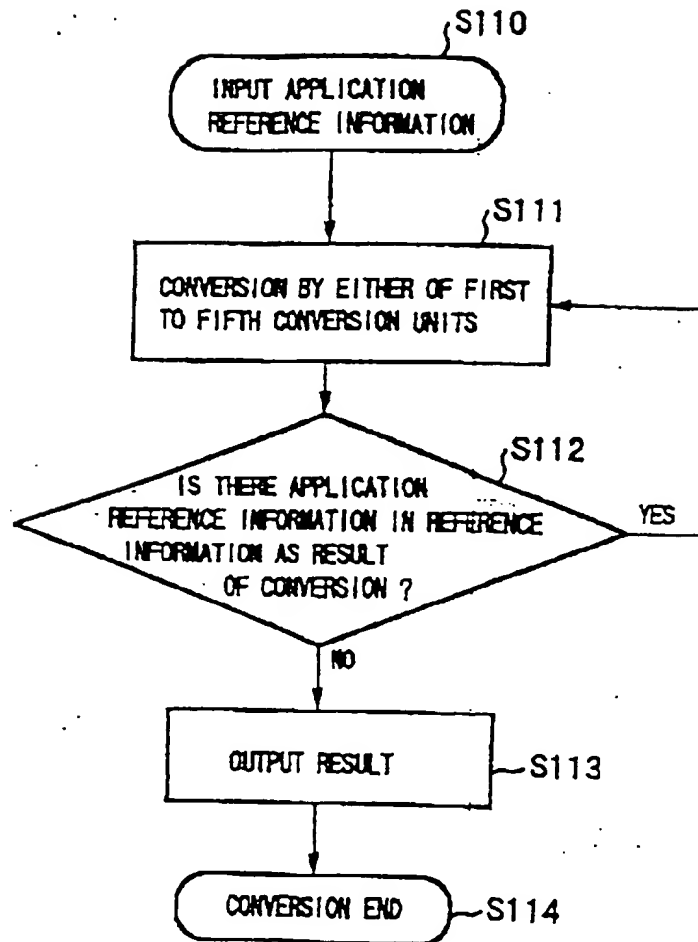 S110
INPUT APPLICATION
REFERENCE INFORMATION
S111
CONVERSION BY EITHER OF FIRST
TO FIFTH CONVERSION UNITS
S112
IS THERE APPLICATION
REFERENCE INFORMATION IN REFERENCE
INFORMATION AS RESULT
OF CONVERSION ?
YES
NO
OUTPUT RESULT
S113
CONVERSION END
S114